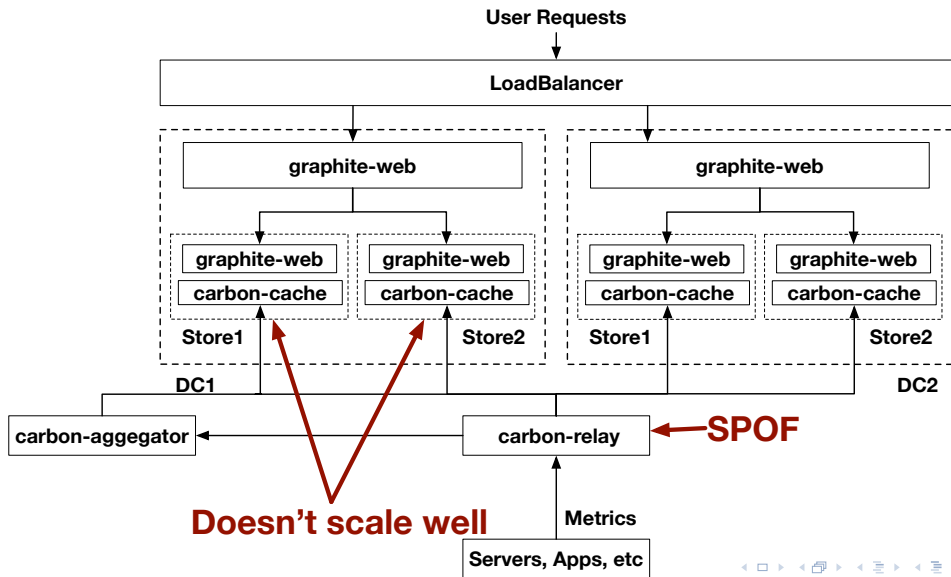 User Requests
LoadBalancer
graphite-web
graphite-web
graphite-web
graphite-web
graphite-web
graphite-web
carbon-cache
carbon-cache
carbon-cache
carbon-cache
Store1
Store2
Store1
Store2
DC1
DC2
carbon-aggegator
carbon-relay
SPOF
Doesn't scale well
Metrics
Servers, Apps, etc